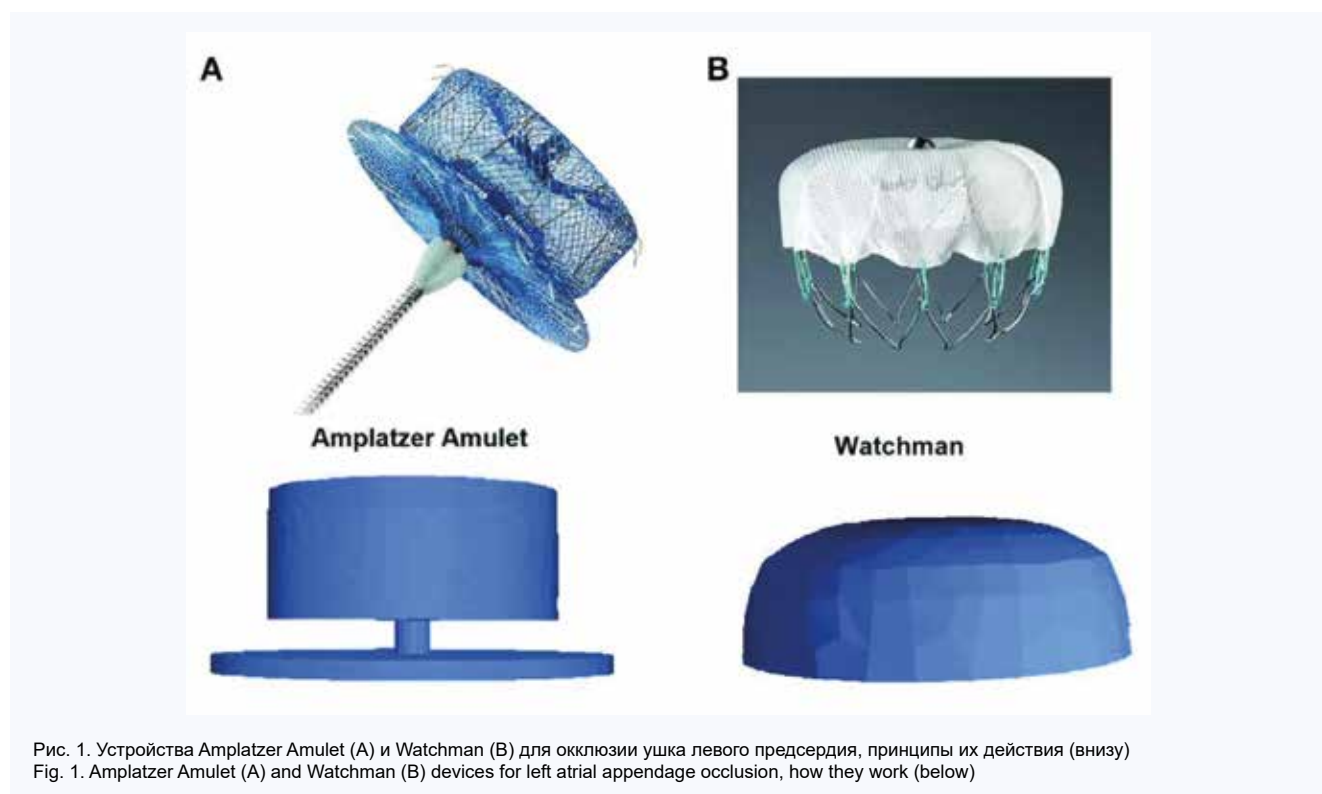 A
B
Amplatzer Amulet
Watchman
Рис. 1. Устройства Amplatzer Amulet (A) и Watchman (B) для окклюзии ушка левого предсердия, принципы их действия (внизу)
Fig. 1. Amplatzer Amulet (A) and Watchman (B) devices for left atrial appendage occlusion, how they work (below)